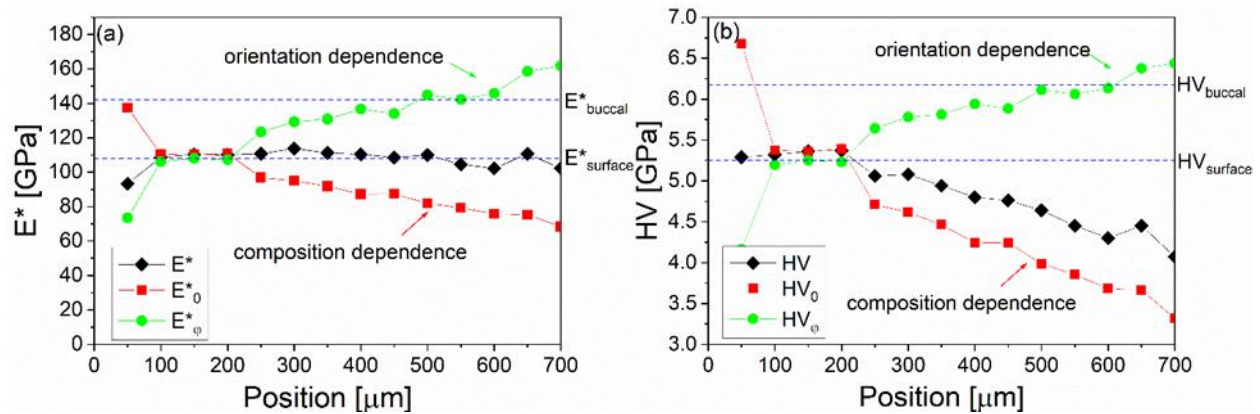 (a)
orientation dependence
E*buccal
E*surface
composition dependence
E*
E*0
E*φ
E* [GPa]
180
160
140
120
100
80
60
40
20
0
0 100 200 300 400 500 600 700
Position [μm]
(b)
orientation dependence
HVbuccal
HVsurface
composition dependence
HV
HV0
HVφ
HV [GPa]
7.0
6.5
6.0
5.5
5.0
4.5
4.0
3.5
3.0
0 100 200 300 400 500 600 700
Position [μm]